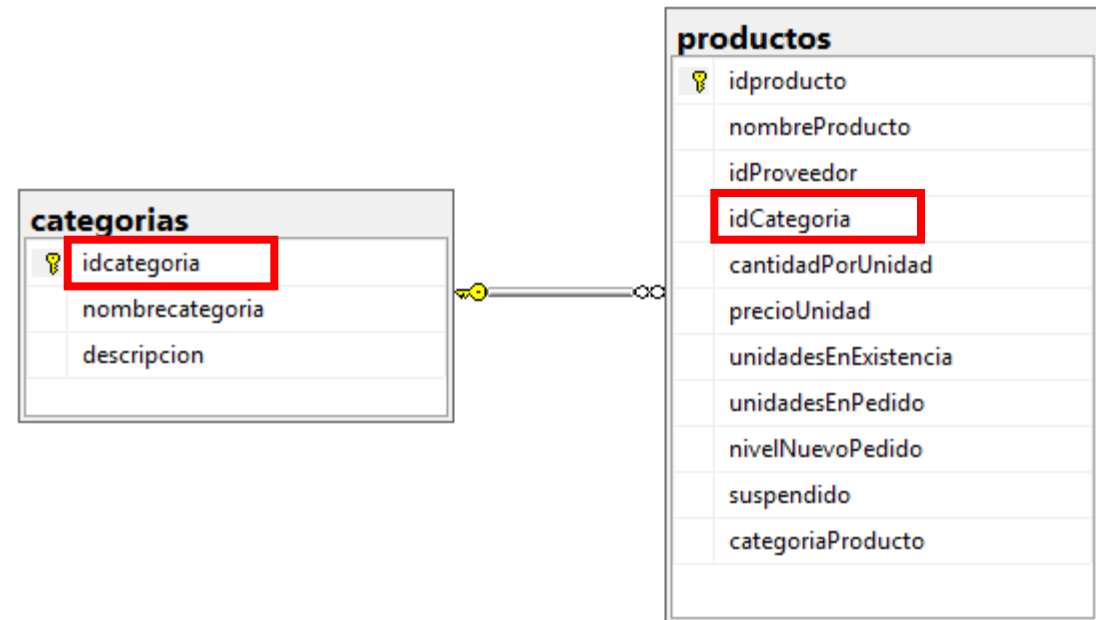 categorias
idcategoria
nombrecategoria
descripcion
productos
idproducto
nombreProducto
idProveedor
idCategoria
cantidadPorUnidad
precioUnidad
unidadesEnExistencia
unidadesEnPedido
nivelNuevoPedido
suspendido
categoriaProducto